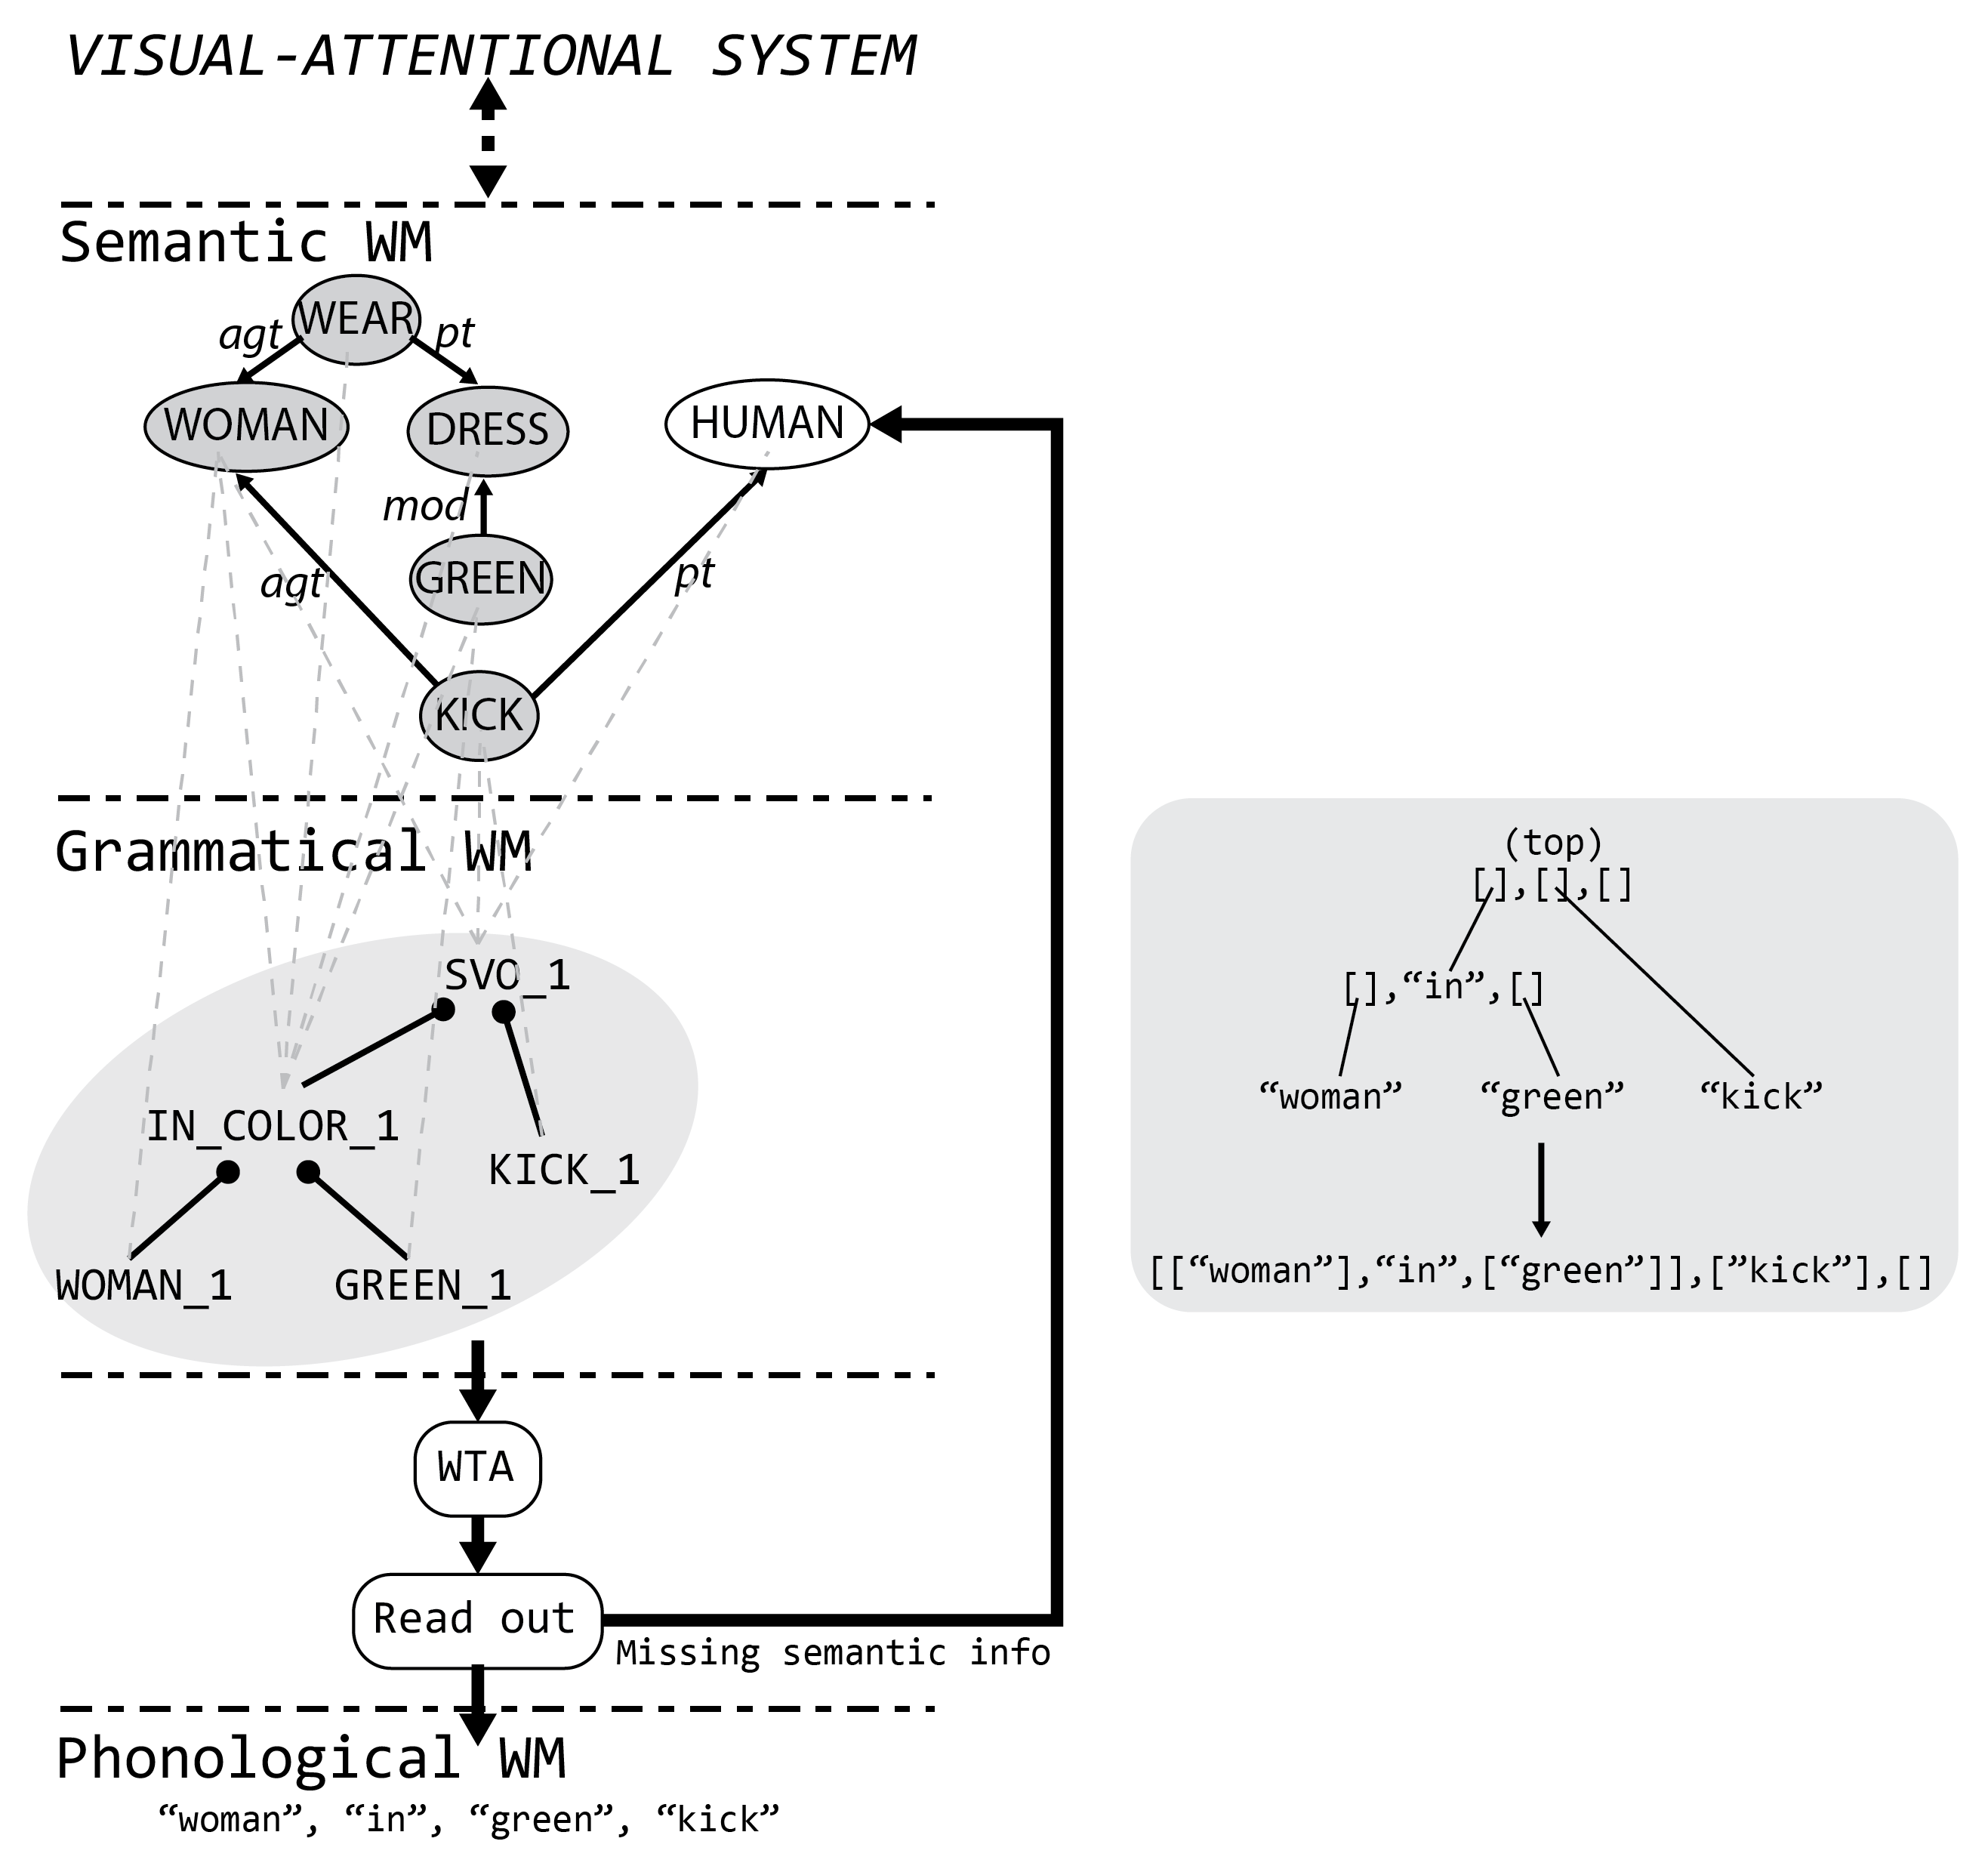 VISUAL-ATTENTIONAL SYSTEM
Semantic WM
WEAR
agt
pt
WOMAN
DRESS
HUMAN
mod
GREEN
agt
pt
KICK
Grammatical WM
SVO_1
IN_COLOR_1
KICK_1
WOMAN_1
GREEN_1
WTA
Read out
Missing semantic info
Phonological WM
“woman”, “in”, “green”, “kick”
(top)
[],[],[]
[],“in”,[]
“woman”
“green”
“kick”
[[“woman”],“in”,[“green”]],[”kick”],[]